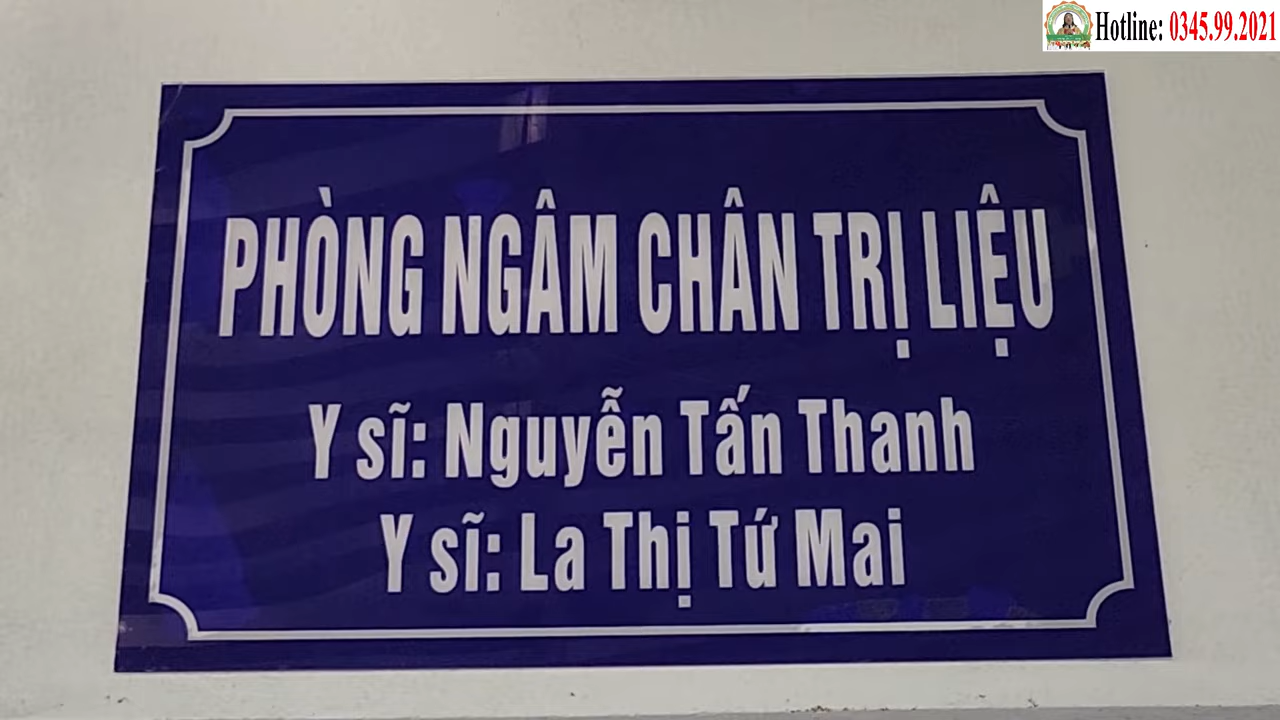 Hotline: 0345.99.2021
PHÒNG NGÂM CHÂN TRỊ LIỆU
Y sĩ: Nguyễn Tấn Thanh
Y sĩ: La Thị Tứ Mai